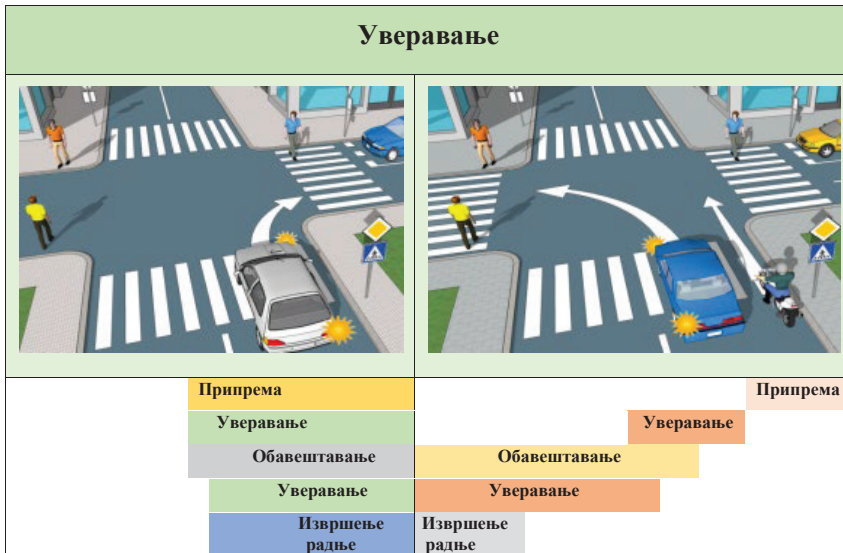 Уверавање
Припрема Припрема
Уверавање Уверавање
Обавештавање Обавештавање
Уверавање Уверавање
Извршење Извршење
радње радње